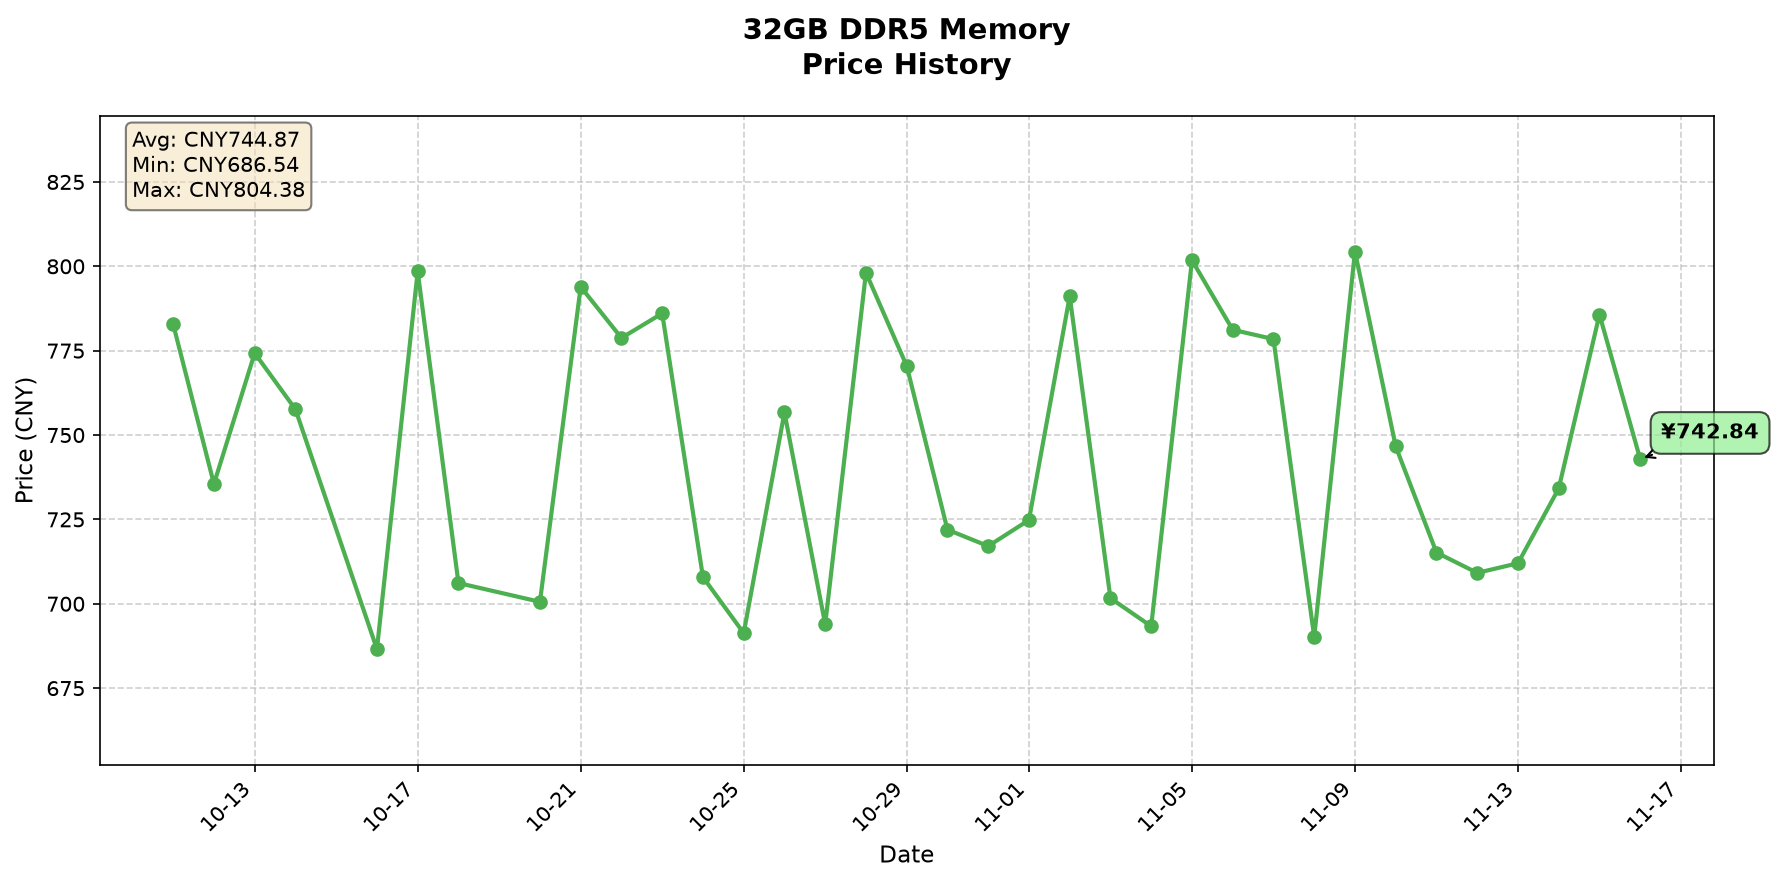 32GB DDR5 Memory
Price History
Avg: CNY744.87
Min: CNY686.54
Max: CNY804.38
825
800
775
750
725
700
675
Price (CNY)
¥742.84
10-13
10-17
10-21
10-25
10-29
11-01
11-05
11-09
11-13
11-17
Date